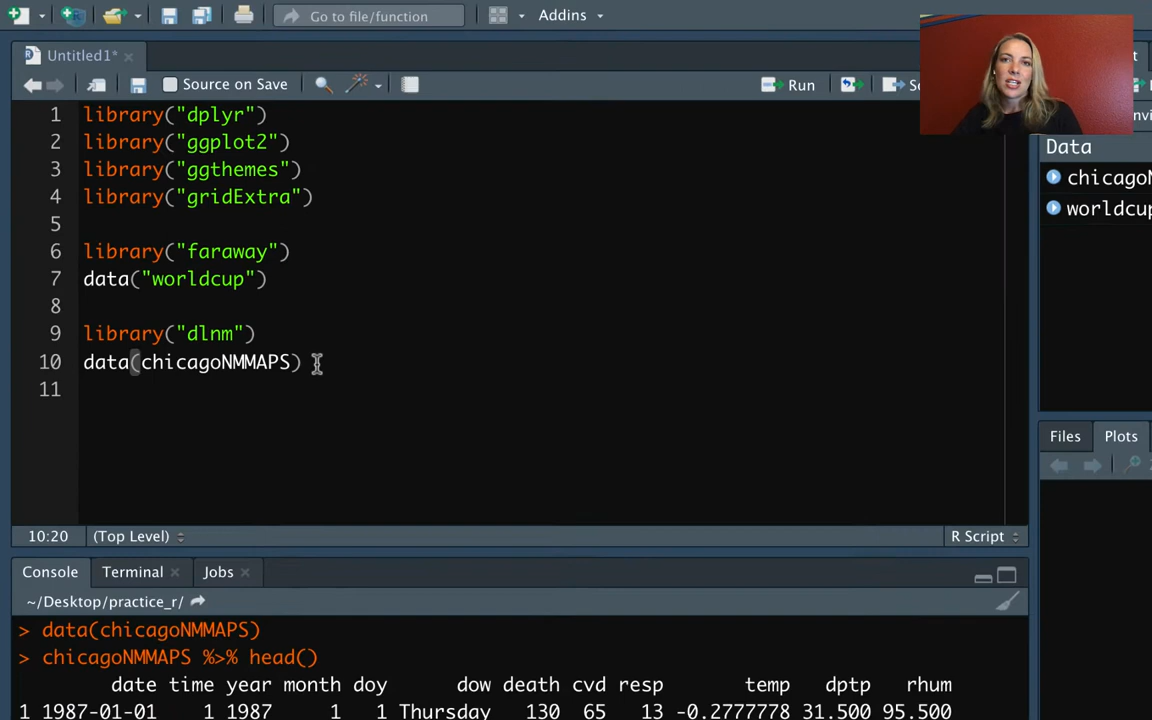 Go to file/function
Addins
Untitled1*
Source on Save
Run
1 library("dplyr")
2 library("ggplot2")
3 library("ggthemes")
4 library("gridExtra")
5
6 library("faraway")
7 data("worldcup")
8
9 library("dlnm")
10 data(chicagoNMMAPS)
11
10:20 (Top Level) R Script
Data
Files Plots
Console Terminal Jobs
~/Desktop/practice_r/
> data(chicagoNMMAPS)
> chicagoNMMAPS %>% head()
date time year month doy dow death cvd resp temp dptp rhum
1 1987-01-01 1 1987 1 1 Thursday 130 65 13 -0.2777778 31.500 95.500